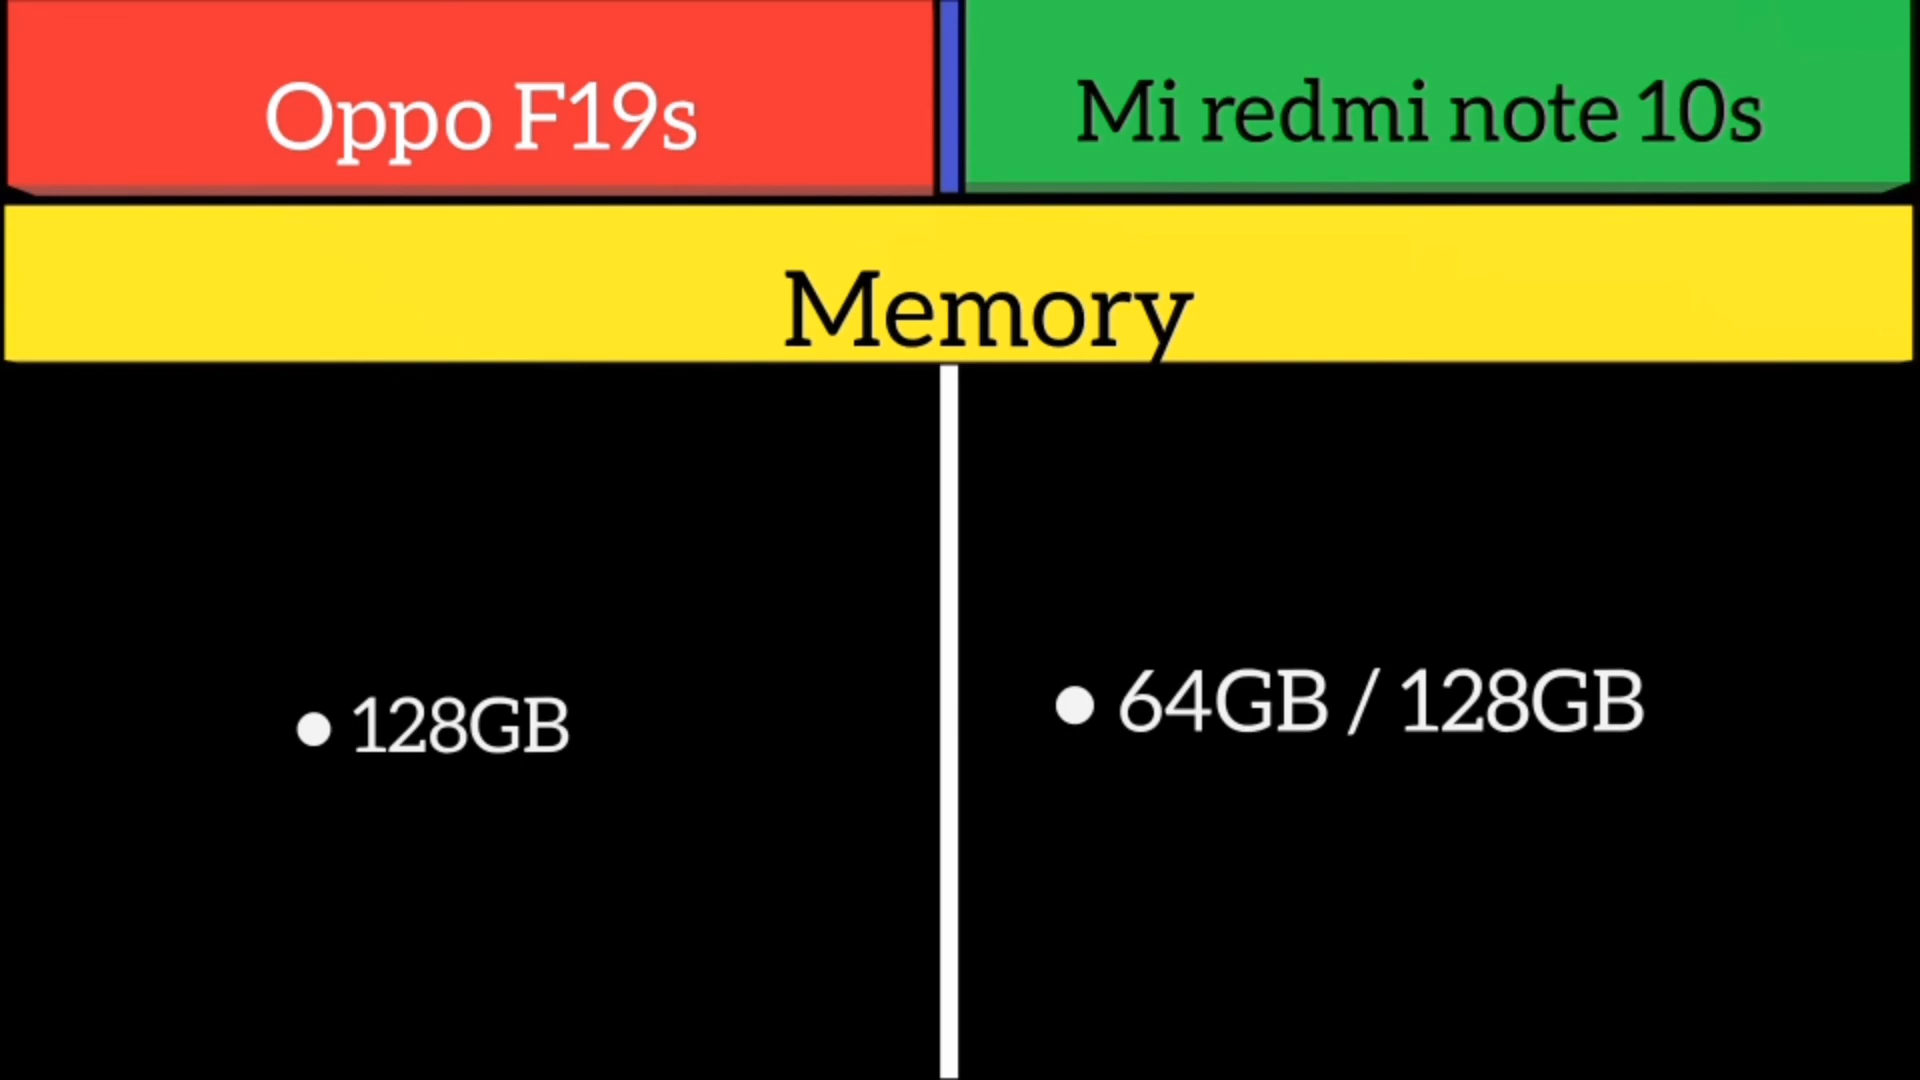 Oppo F19s
Mi redmi note 10s
Memory
• 128GB
• 64GB / 128GB